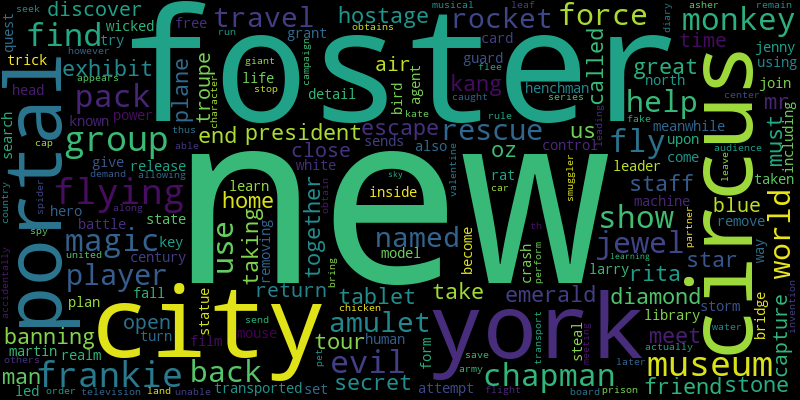 seek
discover
wicked
quest
find
try
however
trick
exhibit
appears
head
pack
known
power
search
thus
able
portal
group
give
release
demand
allowing
flying
spider
country
hero
state
battle
magic
key
century
spy
united
player
accidentally
plan
fall
statue
city
open
turn
film
banning
martin
realm
send
mouse
others
frankie
man
back
led
order
television
land
unable
foster
travel
musical
leaf
free
run
grant
obtains
hostage
rocket
force
card
diary
asher
remain
monkey
plane
troupe
giant
life
stop
campaign
air
guard
kang
henchman
called
series
time
jenny
using
great
north
join
caught
flee
kate
detail
bird
agent
character
end
president
escape
rescue
us
help
mr
including
rule
fake
leading
audience
center
close
sends
also
oz
control
fly
meanwhile
upon
come
must
leave
white
rat
leader
taken
cap
learn
home
inside
sky
valentine
car
smuggler
staff
machine
blue
use
taking
removing
together
new
named
become
model
crash
perform
th
show
remove
hero
jewel
partner
star
way
world
along
obtain
larry
rita
learning
circus
return
bring
tablet
take
emerald
diamond
storm
library
bridge
water
invention
chicken
amulet
york
steal
meeting
meet
capture
actually
tour
human
form
save
transport
museum
evil
pet
army
later
chapman
friend
stone
transported
set
secret
attempt
flight
board
prison